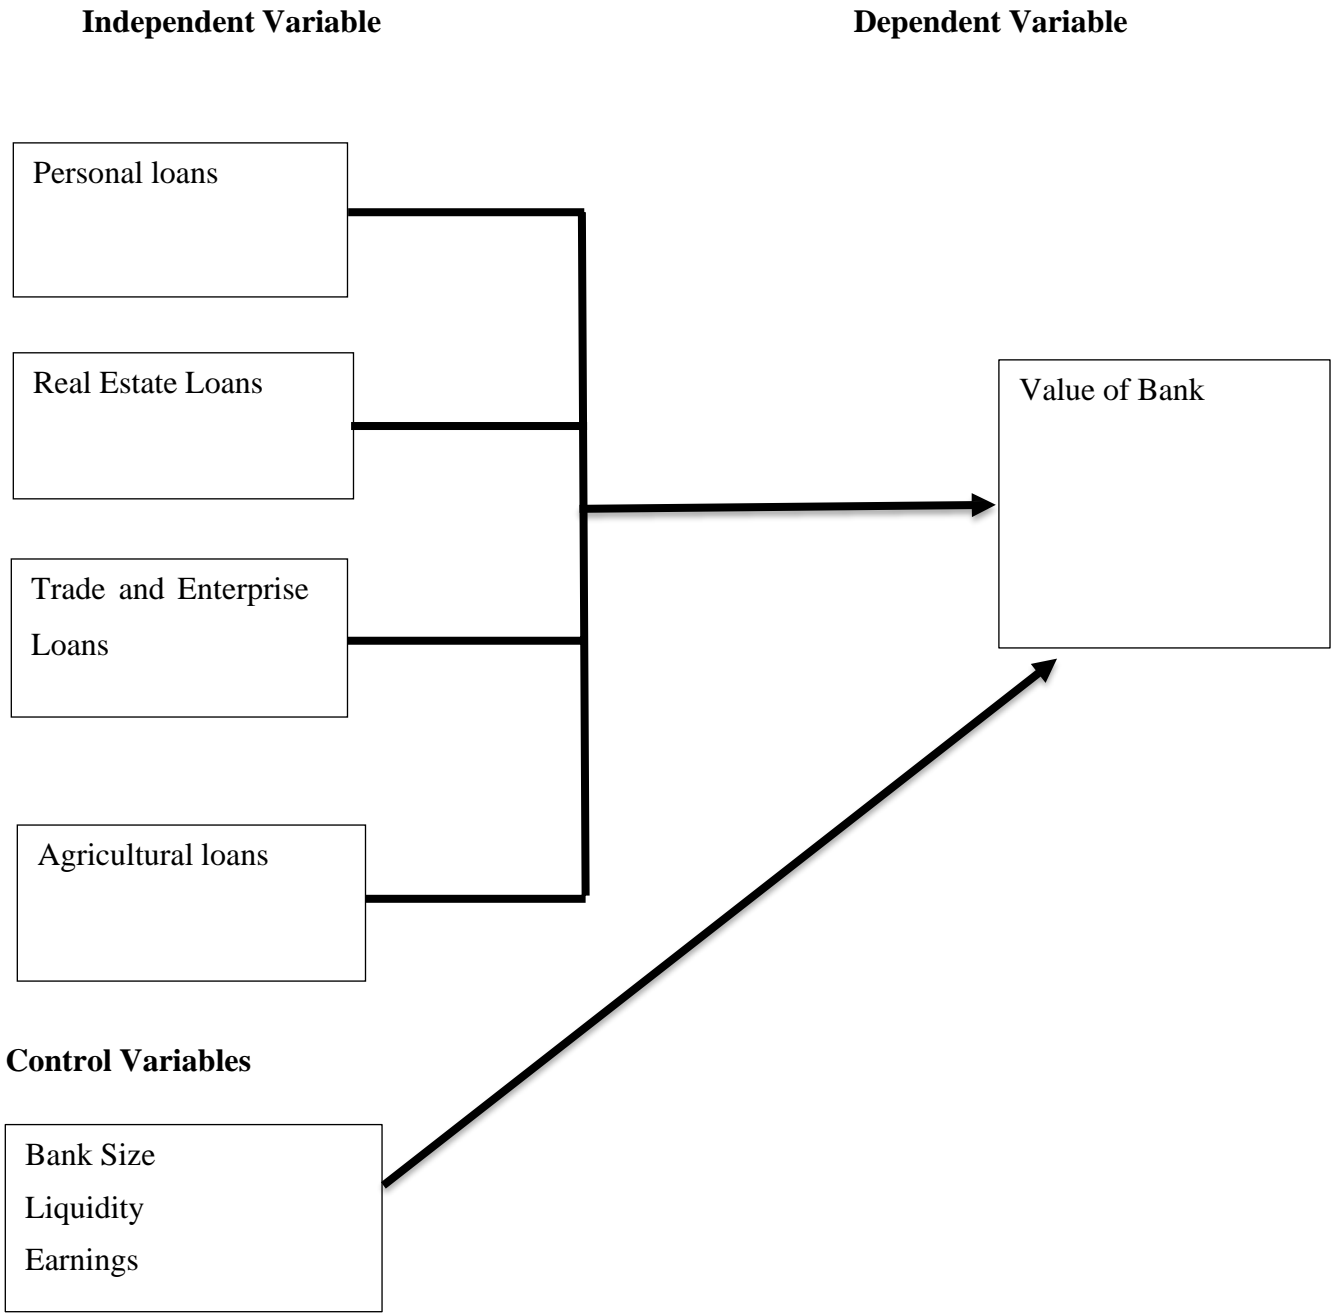 Independent Variable
Dependent Variable
Personal loans
Real Estate Loans
Value of Bank
Trade and Enterprise
Loans
Agricultural loans
Control Variables
Bank Size
Liquidity
Earnings